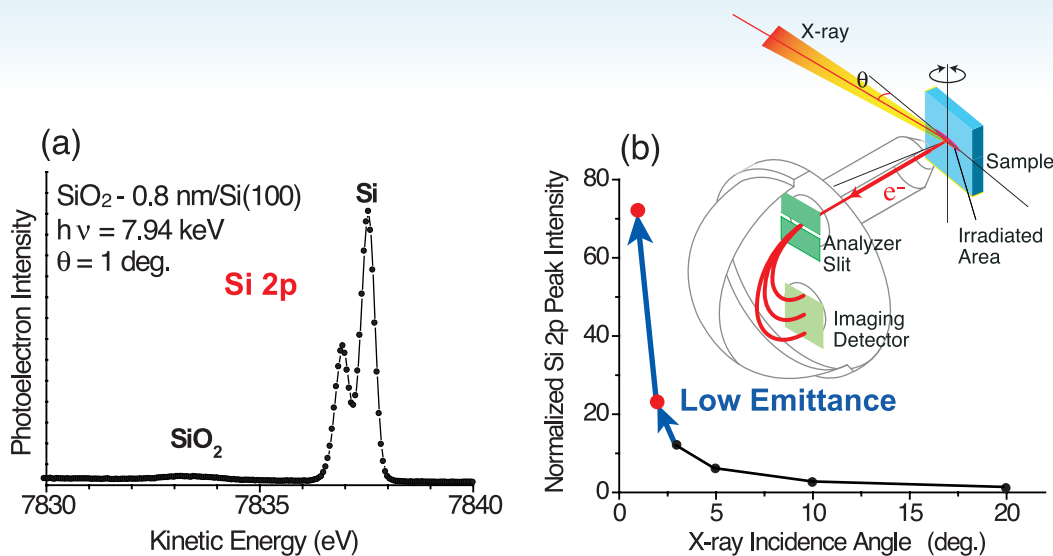 (a)
SiO₂ - 0.8 nm/Si(100)
h ν = 7.94 keV
θ = 1 deg.
Si 2p
Si
SiO₂
Photoelectron Intensity
7830
7835
7840
Kinetic Energy (eV)
(b)
X-ray
θ
Sample
e⁻
Irradiated
Area
Analyzer
Slit
Imaging
Detector
Low Emittance
Normalized Si 2p Peak Intensity
80
60
40
20
0
0
5
10
15
20
X-ray Incidence Angle (deg.)